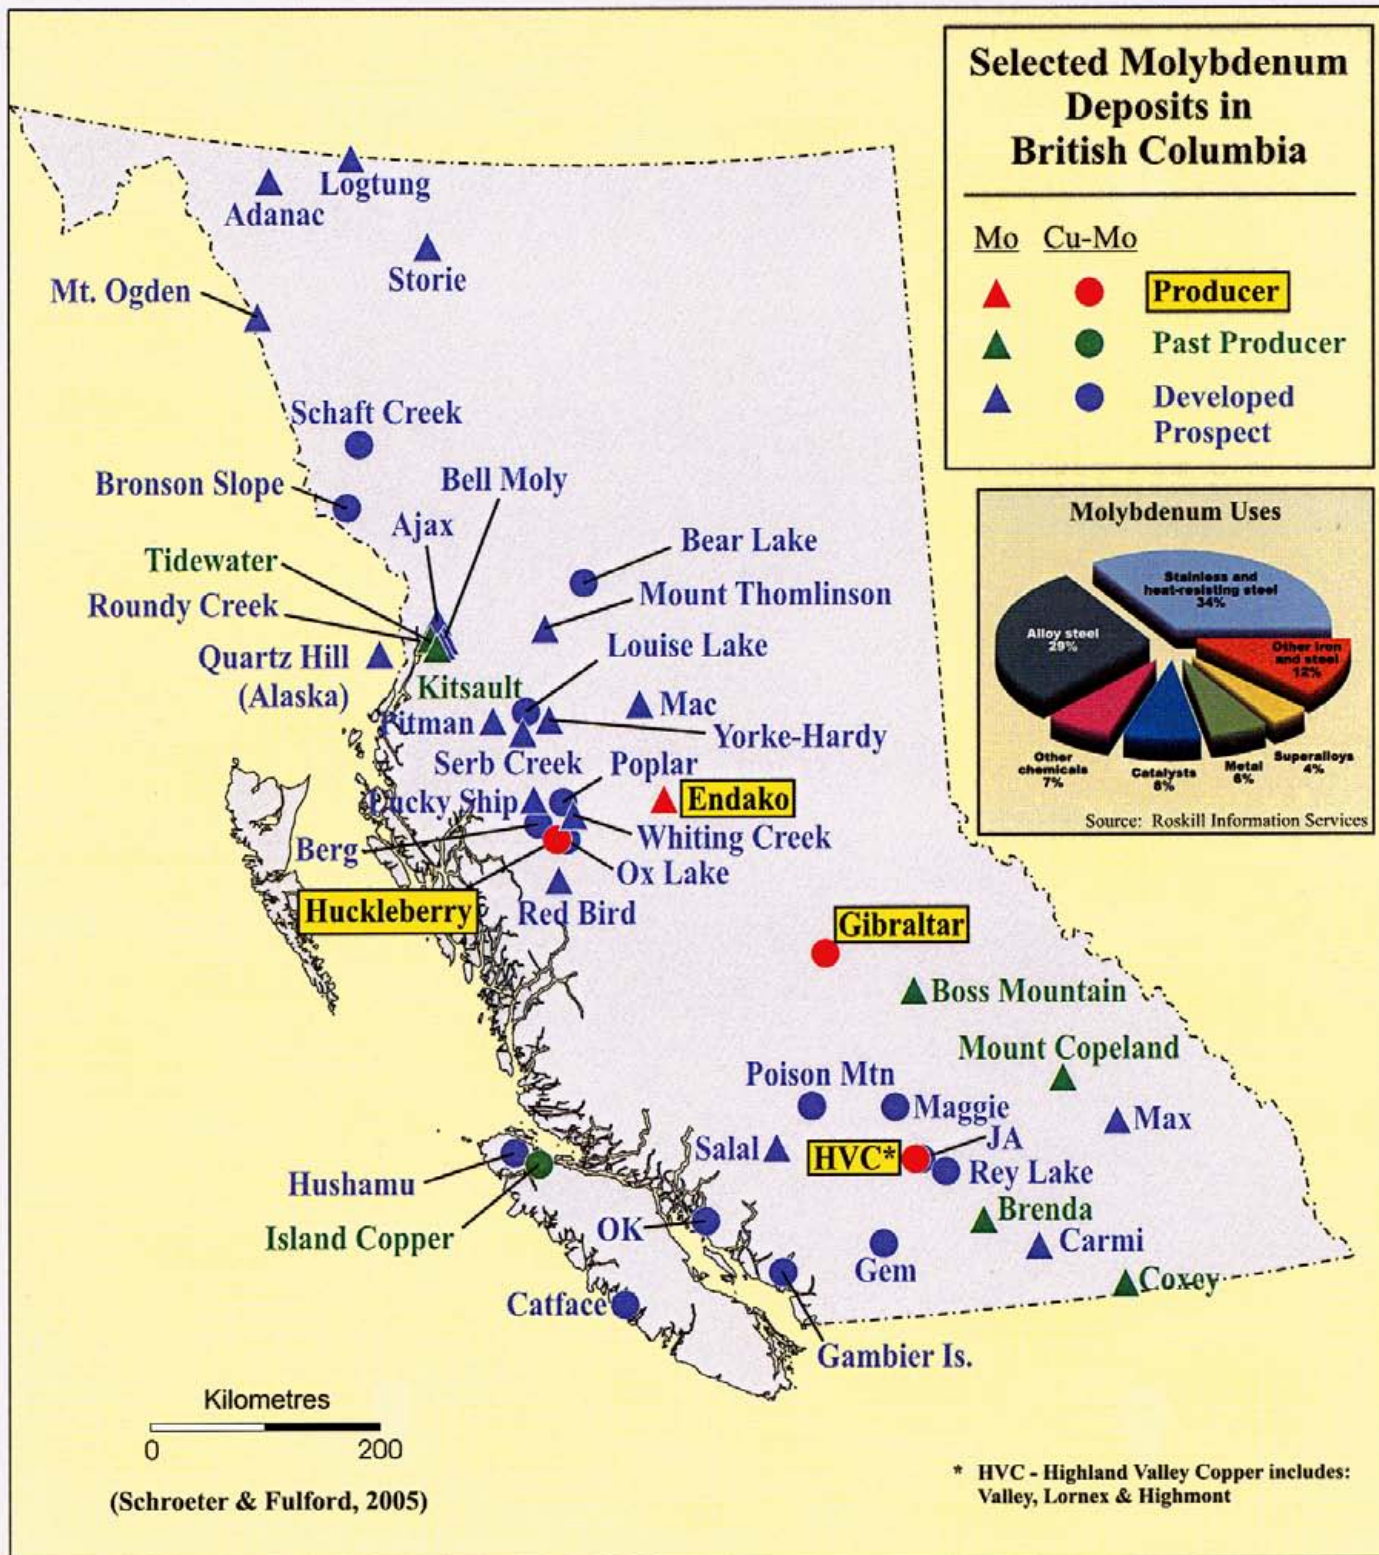 Selected Molybdenum
Deposits in
British Columbia
Mo Cu-Mo
Producer
Past Producer
Developed
Prospect
Logtung
Adanac
Storie
Mt. Ogden
Schaft Creek
Bronson Slope
Bell Moly
Ajax
Tidewater
Roundy Creek
Quartz Hill
(Alaska)
Kitsault
Bear Lake
Mount Thomlinson
Louise Lake
Mac
Pitman
Yorke-Hardy
Serb Creek
Poplar
Lucky Ship
Endako
Berg
Whiting Creek
Ox Lake
Huckleberry
Red Bird
Molybdenum Uses
Stainless and
heat-resisting steel
34%
Alloy steel
29%
Other iron
and steel
12%
Other
chemicals
7%
Catalysts
8%
Metal
6%
Superalloys
4%
Source: Roskill Information Services
Gibraltar
Boss Mountain
Mount Copeland
Poison Mtn
Maggie
Max
Salal
HVC*
JA
Rey Lake
Hushamu
Island Copper
OK
Brenda
Carmi
Gem
Coxey
Catface
Gambier Is.
Kilometres
0 200
(Schroeter & Fulford, 2005)
* HVC - Highland Valley Copper includes:
Valley, Lornex & Highmont